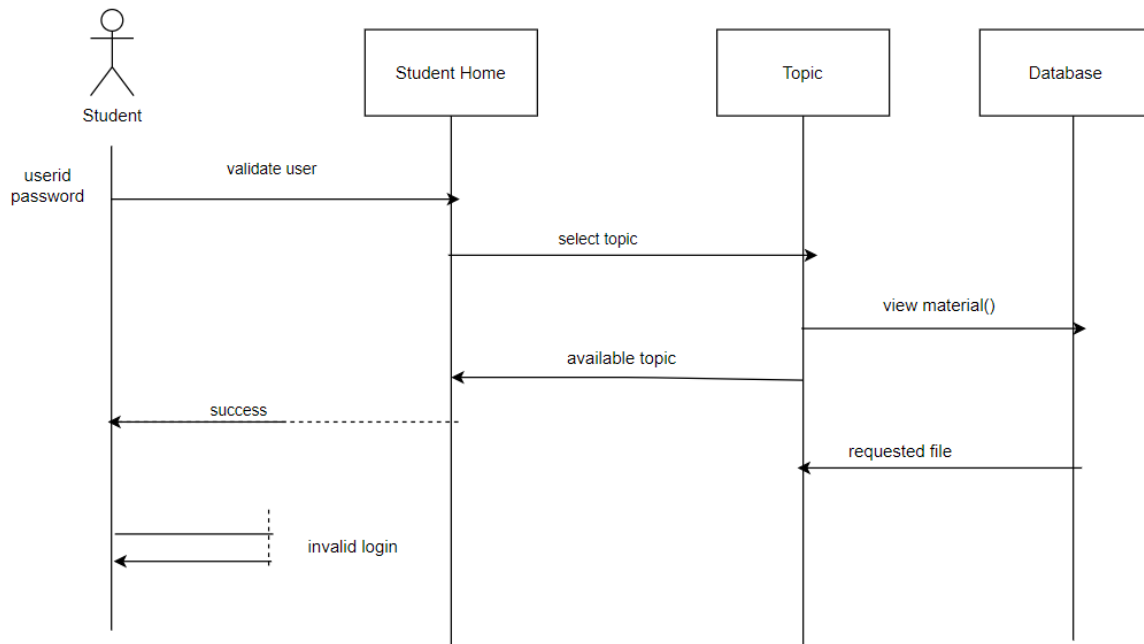 Student Home
Topic
Database
Student
userid
password
validate user
select topic
view material()
available topic
success
requested file
invalid login